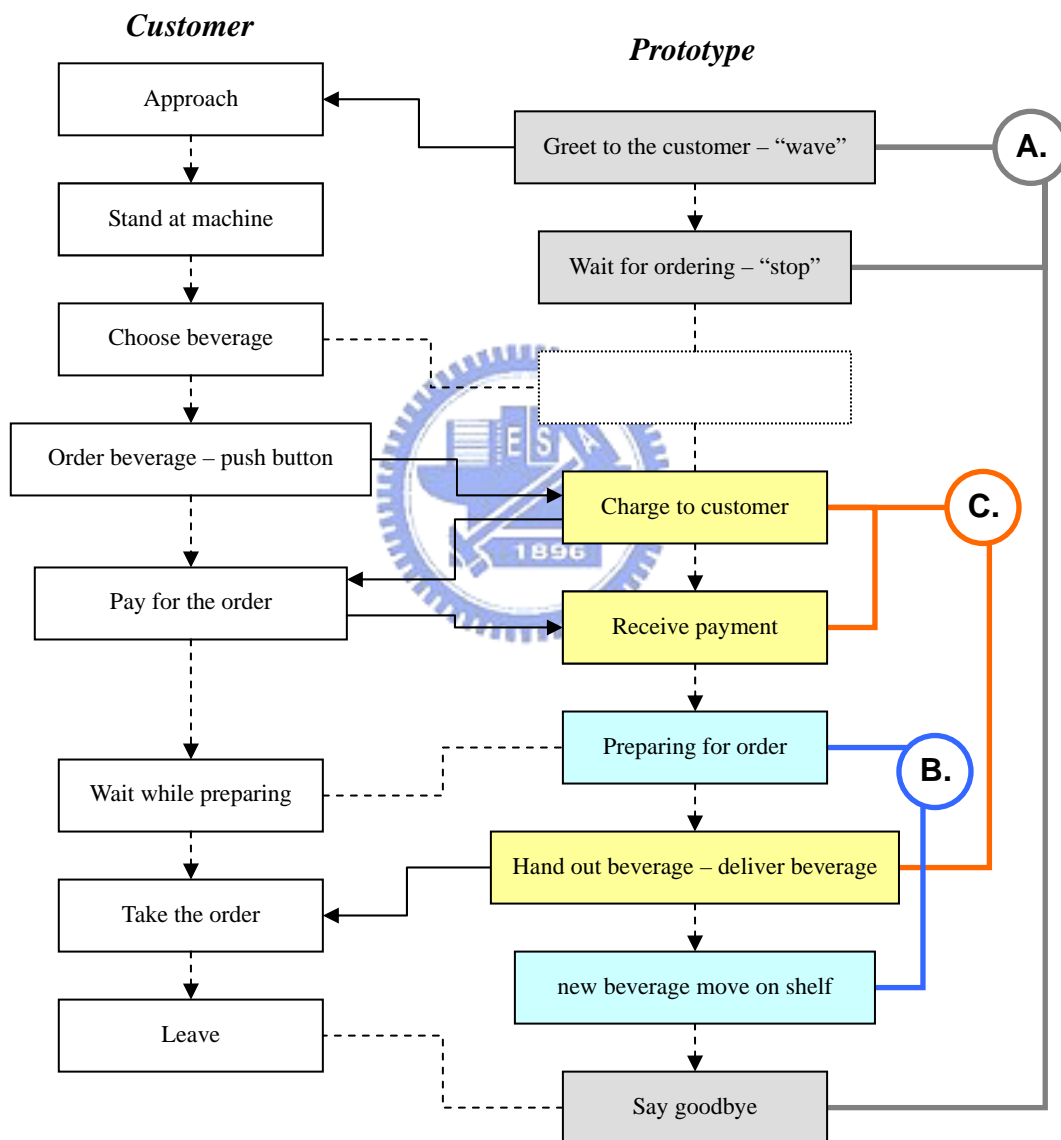 Customer
Prototype
Approach
Greet to the customer – “wave”
A.
Stand at machine
Wait for ordering – “stop”
Choose beverage
E S A
Order beverage – push button
Charge to customer
C.
1896
Pay for the order
Receive payment
Preparing for order
B.
Wait while preparing
Hand out beverage – deliver beverage
Take the order
new beverage move on shelf
Leave
Say goodbye